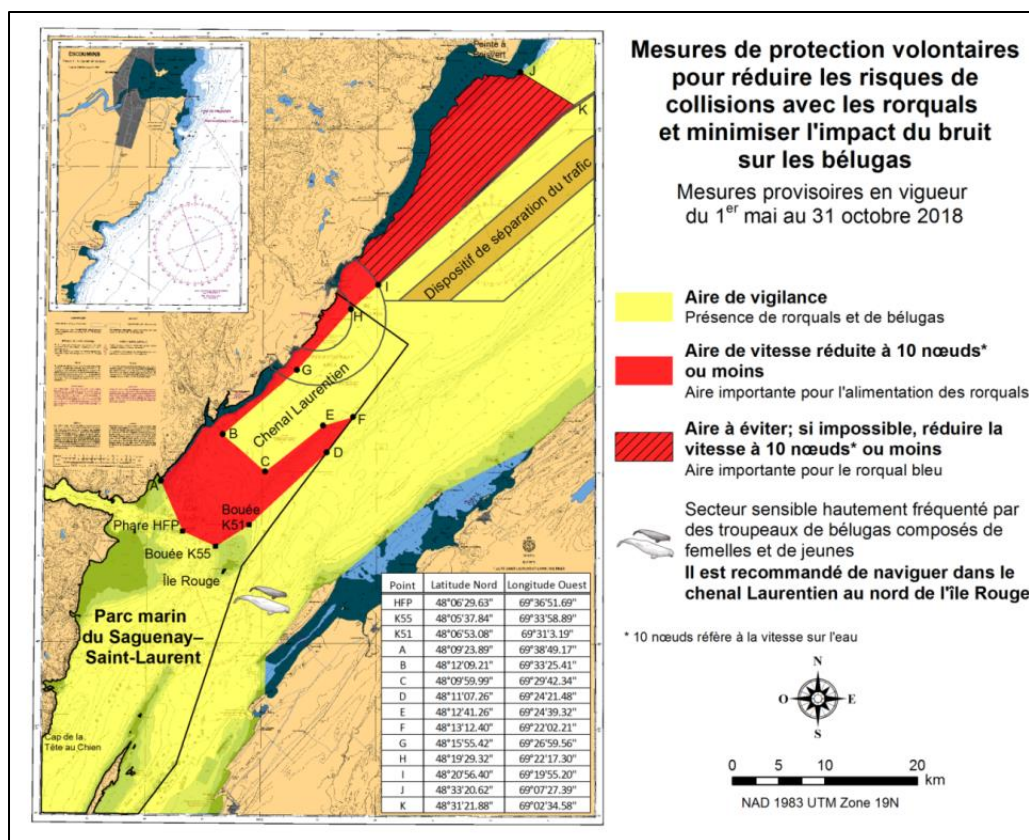 ESCOUMINS
Pointe à
J
K
Dispositif de séparation du trafic
I
H
G
Chenal Laurentien
F
E
B
D
C
A
Bouée
K51
Phare HFP
Bouée K55
Île Rouge
Parc marin
du Saguenay–
Saint-Laurent
Cap de la
Tête au Chien
Point Latitude Nord Longitude Ouest
HFP 48°06'29.63" 69°36'51.69"
K55 48°05'37.84" 69°33'58.89"
K51 48°06'53.08" 69°31'3.19"
A 48°09'23.89" 69°38'49.17"
B 48°12'09.21" 69°33'25.41"
C 48°09'59.99" 69°29'42.34"
D 48°11'07.26" 69°24'21.48"
E 48°12'41.26" 69°24'39.32"
F 48°13'12.40" 69°22'02.21"
G 48°15'55.42" 69°26'59.56"
H 48°19'29.32" 69°22'17.30"
I 48°20'56.40" 69°19'55.20"
J 48°33'20.62" 69°07'27.39"
K 48°31'21.88" 69°02'34.58"
Mesures de protection volontaires
pour réduire les risques de
collisions avec les rorquals
et minimiser l'impact du bruit
sur les bélugas
Mesures provisoires en vigueur
du 1er mai au 31 octobre 2018
Aire de vigilance
Présence de rorquals et de bélugas
Aire de vitesse réduite à 10 nœuds*
ou moins
Aire importante pour l'alimentation des rorquals
Aire à éviter; si impossible, réduire la
vitesse à 10 nœuds* ou moins
Aire importante pour le rorqual bleu
Secteur sensible hautement fréquenté par
des troupeaux de bélugas composés de
femelles et de jeunes
Il est recommandé de naviguer dans le
chenal Laurentien au nord de l'île Rouge
* 10 nœuds réfère à la vitesse sur l'eau
N
O E
S
0 5 10 20
km
NAD 1983 UTM Zone 19N